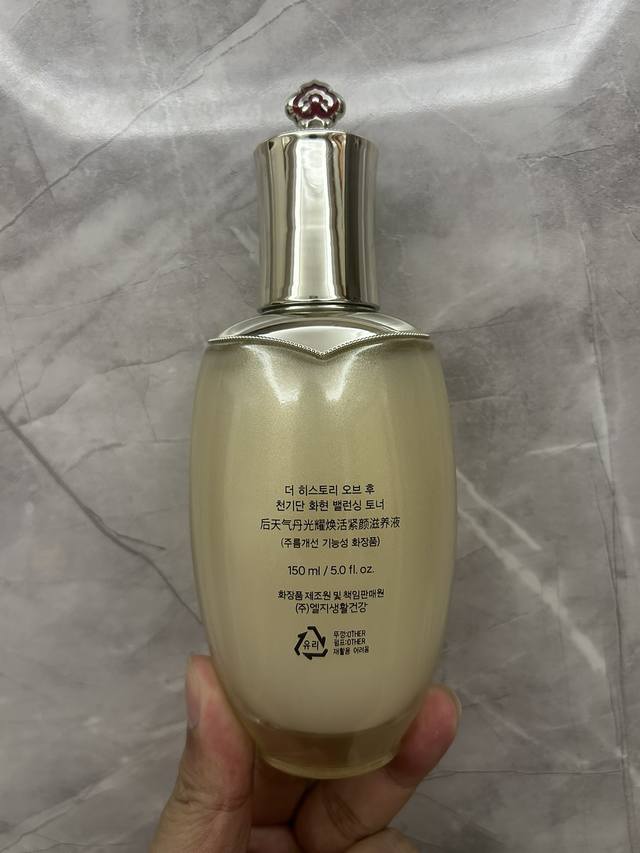 더 히스토리 오브 후
천기단 화현 밸런싱 토너
后天气丹光耀焕活紧颜滋养液
(주름개선 기능성 화장품)
150 ml / 5.0 fl. oz.
화장품 제조원 및 책임판매원
(주)엘지생활건강
유리
뚜껑:OTHER
펌프:OTHER
재활용 어려움